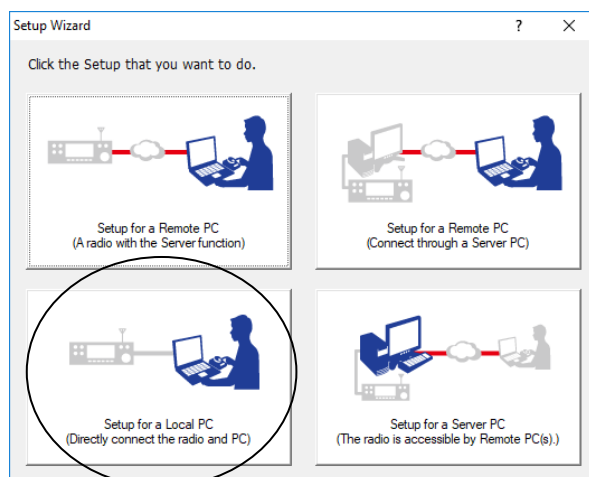 Setup Wizard ? ×
Click the Setup that you want to do.
Setup for a Remote PC
(A radio with the Server function)
Setup for a Remote PC
(Connect through a Server PC)
Setup for a Local PC
(Directly connect the radio and PC)
Setup for a Server PC
(The radio is accessible by Remote PC(s).)